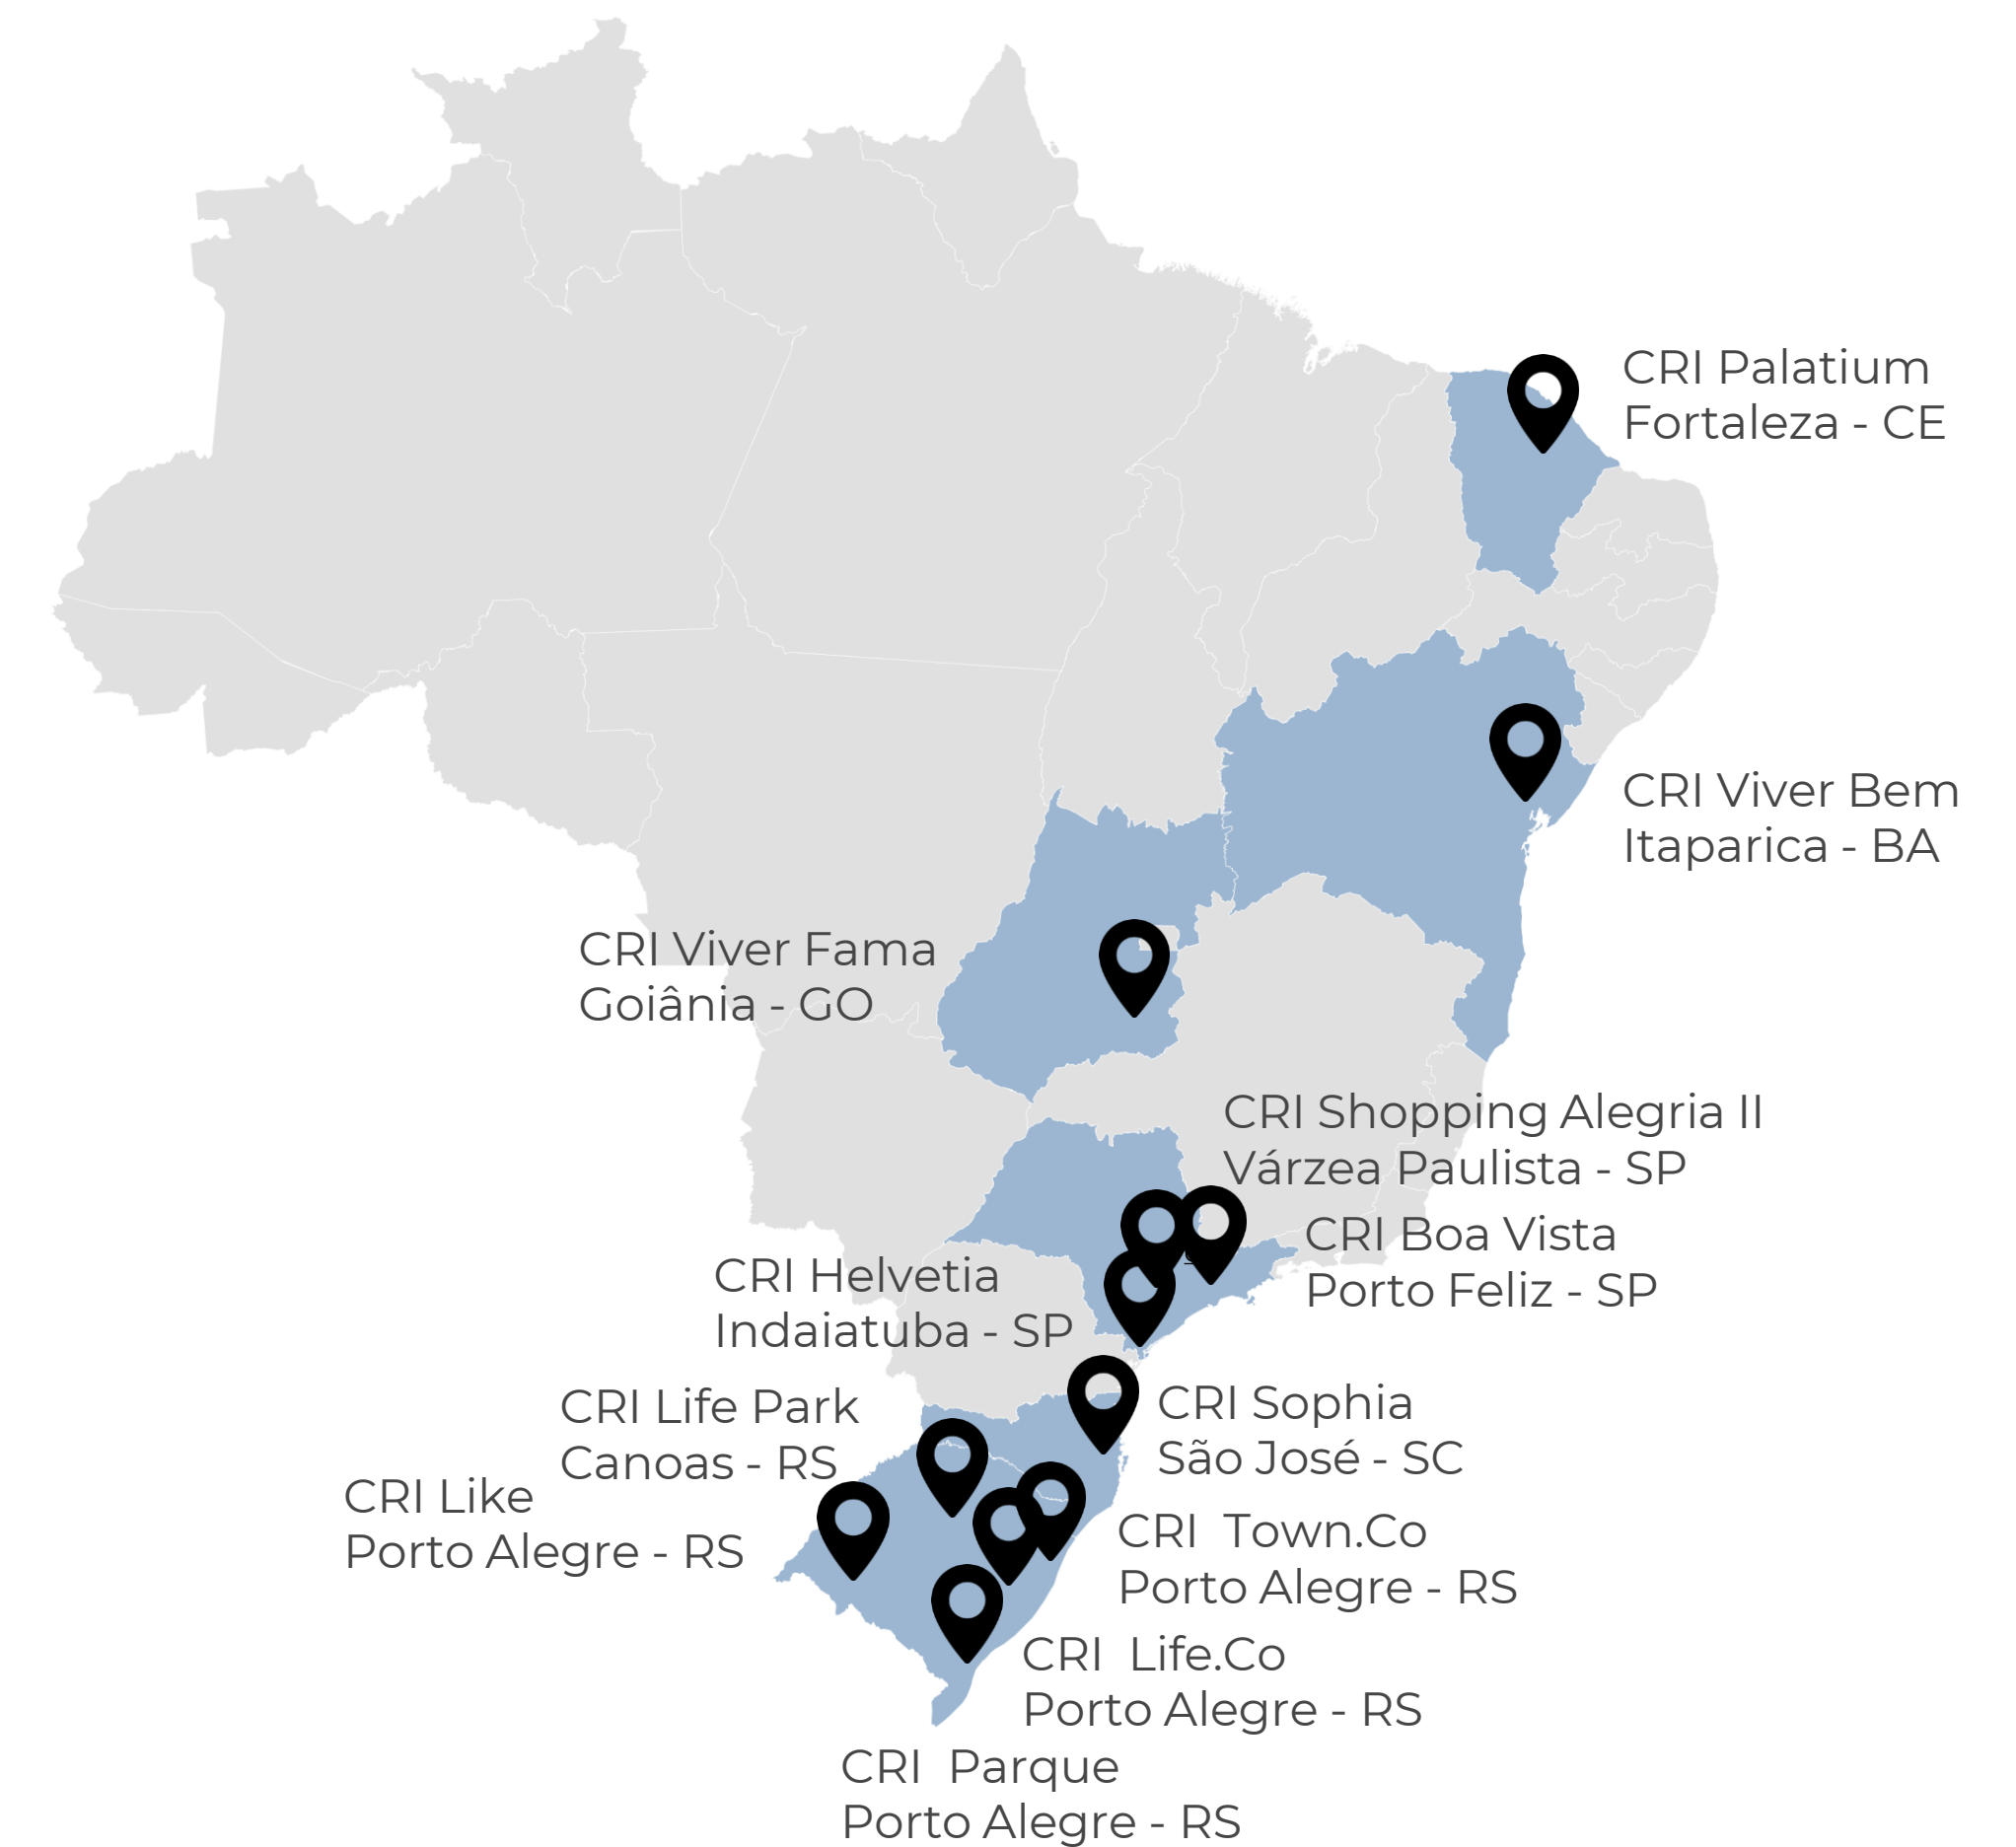 CRI Palatium
Fortaleza - CE
CRI Viver Bem
Itaparica - BA
CRI Viver Fama
Goiânia - GO
CRI Shopping Alegria II
Várzea Paulista - SP
CRI Boa Vista
Porto Feliz - SP
CRI Helvetia
Indaiatuba - SP
CRI Sophia
São José - SC
CRI Life Park
Canoas - RS
CRI Like
Porto Alegre - RS
CRI Town.Co
Porto Alegre - RS
CRI Life.Co
Porto Alegre - RS
CRI Parque
Porto Alegre - RS